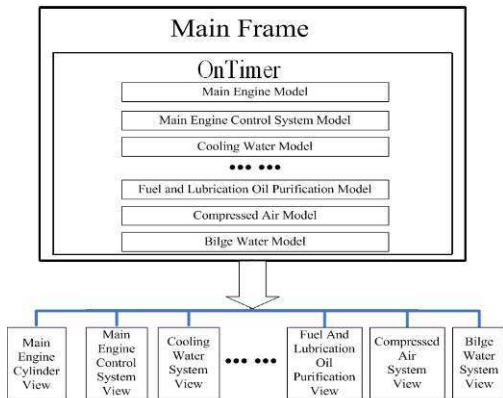 Main Frame
OnTimer
Main Engine Model
Main Engine Control System Model
Cooling Water Model
••• •••
Fuel and Lubrication Oil Purification Model
Compressed Air Model
Bilge Water Model
Main
Engine
Cylinder
View
Main
Engine
Control
System
View
Cooling
Water
System
View
••• •••
Fuel And
Lubrication
Oil
Purification
View
Compressed
Air
System
View
Bilge
Water
System
View